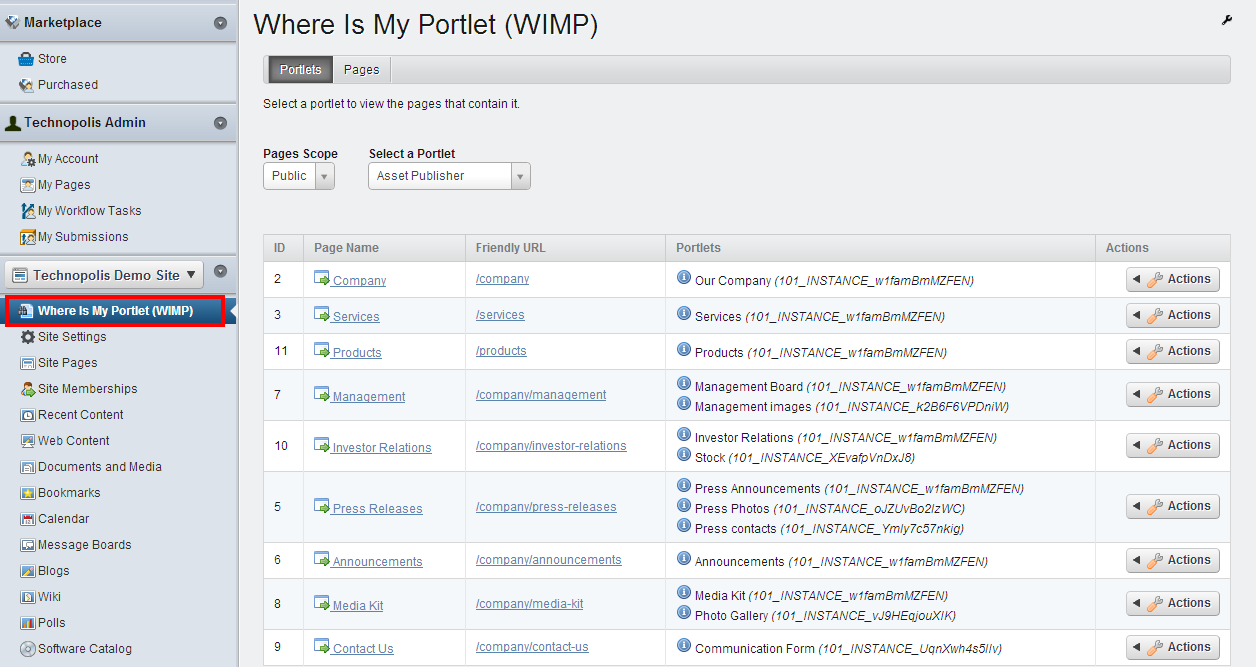 Marketplace
Store
Purchased
Technopolis Admin
My Account
My Pages
My Workflow Tasks
My Submissions
Technopolis Demo Site
Where Is My Portlet (WIMP)
Site Settings
Site Pages
Site Memberships
Recent Content
Web Content
Documents and Media
Bookmarks
Calendar
Message Boards
Blogs
Wiki
Polls
Software Catalog
Where Is My Portlet (WIMP)
Portlets Pages
Select a portlet to view the pages that contain it.
Pages Scope Select a Portlet
Public Asset Publisher
ID Page Name Friendly URL Portlets Actions
2 Company /company Our Company (101_INSTANCE_w1famBmMZFEN) Actions
3 Services /services Services (101_INSTANCE_w1famBmMZFEN) Actions
11 Products /products Products (101_INSTANCE_w1famBmMZFEN) Actions
7 Management /company/management Management Board (101_INSTANCE_w1famBmMZFEN) Actions
Management images (101_INSTANCE_k2B6F6VPDniW)
10 Investor Relations /company/investor-relations Investor Relations (101_INSTANCE_w1famBmMZFEN) Actions
Stock (101_INSTANCE_XEvafpVnDxJ8)
5 Press Releases /company/press-releases Press Announcements (101_INSTANCE_w1famBmMZFEN) Actions
Press Photos (101_INSTANCE_oJZUvBo2IzWC)
Press contacts (101_INSTANCE_Ymly7c57nkig)
6 Announcements /company/announcements Announcements (101_INSTANCE_w1famBmMZFEN) Actions
8 Media Kit /company/media-kit Media Kit (101_INSTANCE_w1famBmMZFEN) Actions
Photo Gallery (101_INSTANCE_vJ9HEqjouXIK)
9 Contact Us /company/contact-us Communication Form (101_INSTANCE_UqnXwh4s5lIv) Actions